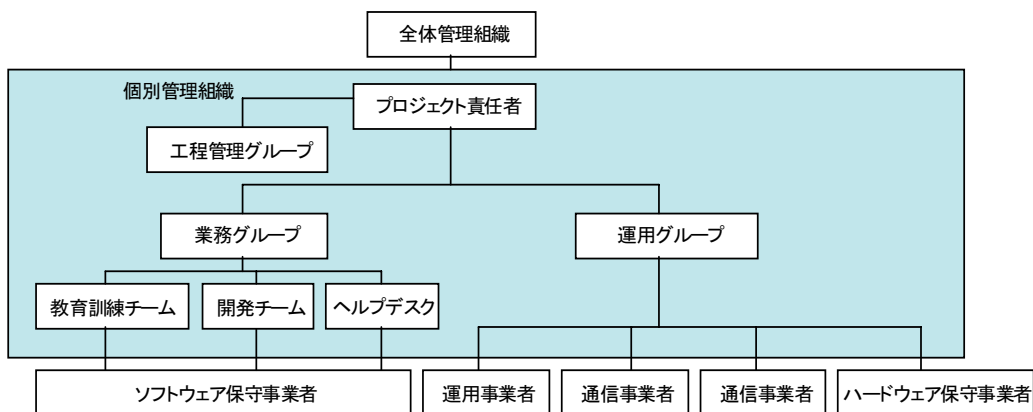 全体管理組織
個別管理組織
プロジェクト責任者
工程管理グループ
業務グループ
運用グループ
教育訓練チーム
開発チーム
ヘルプデスク
ソフトウェア保守事業者
運用事業者
通信事業者
通信事業者
ハードウェア保守事業者